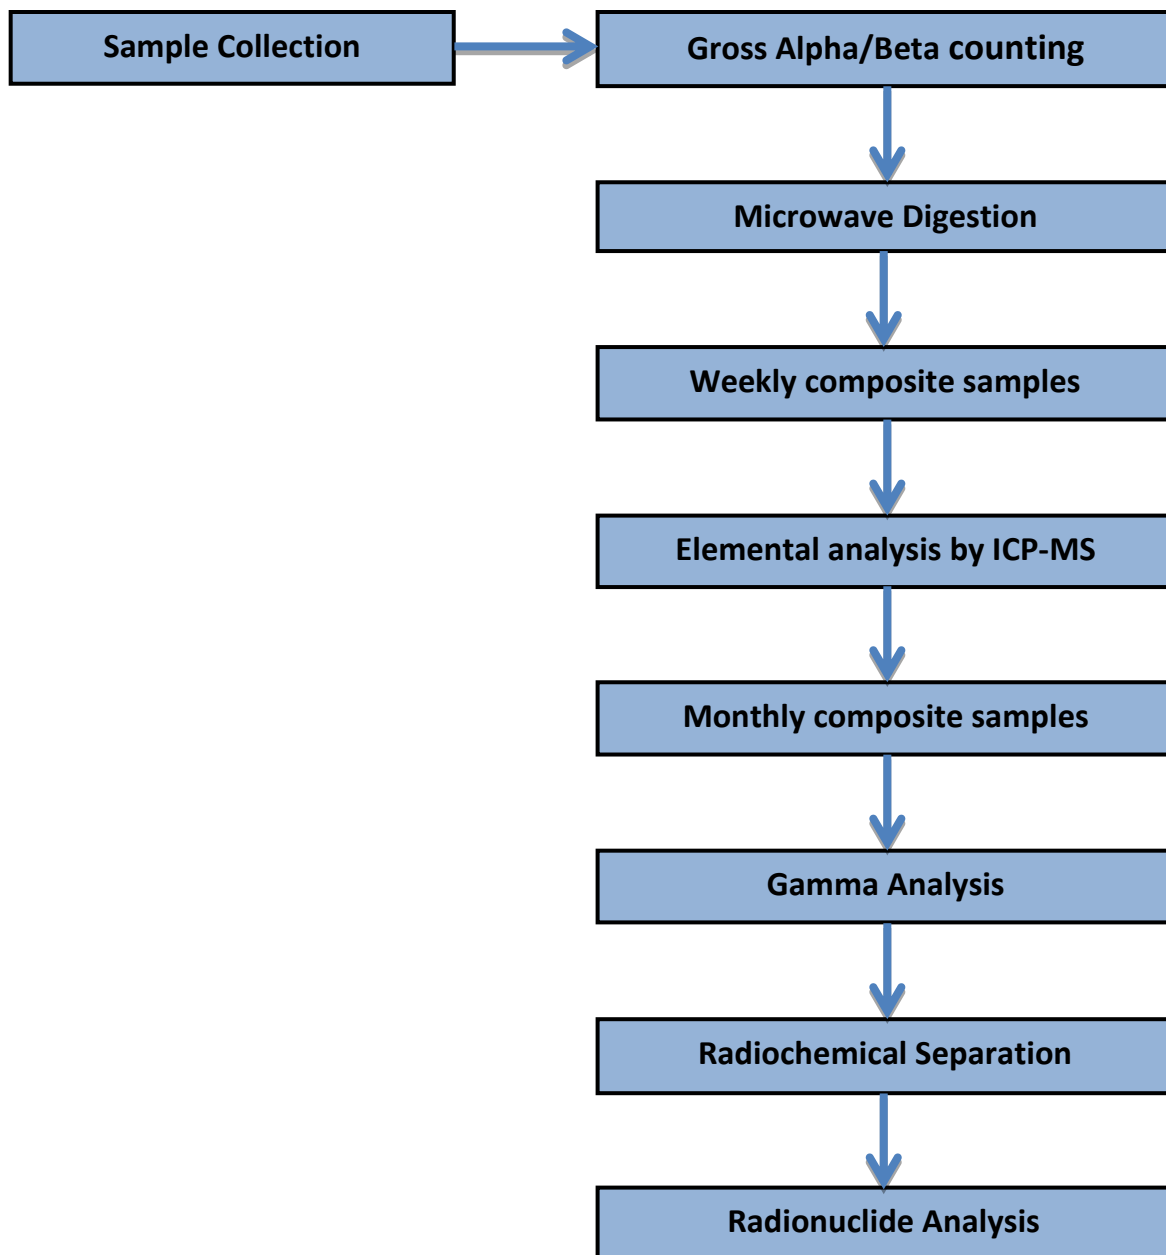 Sample Collection
Gross Alpha/Beta counting
Microwave Digestion
Weekly composite samples
Elemental analysis by ICP-MS
Monthly composite samples
Gamma Analysis
Radiochemical Separation
Radionuclide Analysis